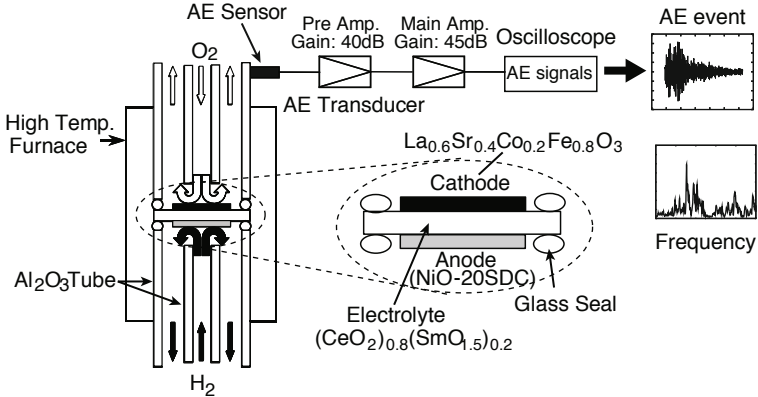 AE Sensor
Pre Amp.
Gain: 40dB
Main Amp.
Gain: 45dB
Oscilloscope
AE event
O2
AE signals
AE Transducer
High Temp.
Furnace
La0.6Sr0.4Co0.2Fe0.8O3
Cathode
Anode
(NiO-20SDC)
Frequency
Al2O3Tube
Glass Seal
Electrolyte
(CeO2)0.8(SmO1.5)0.2
H2